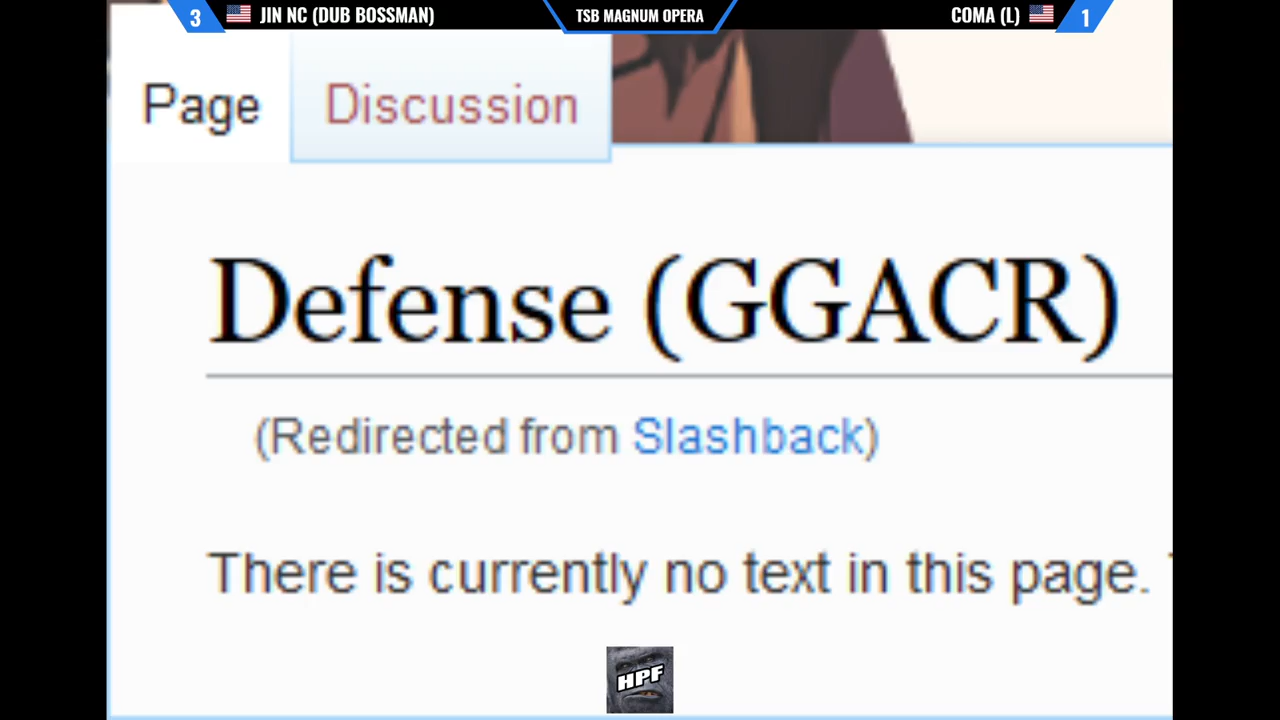 3 JIN NC (DUB BOSSMAN) TSB MAGNUM OPERA COMA (L) 1
Page Discussion
Defense (GGACR)
(Redirected from Slashback)
There is currently no text in this page.
HPF